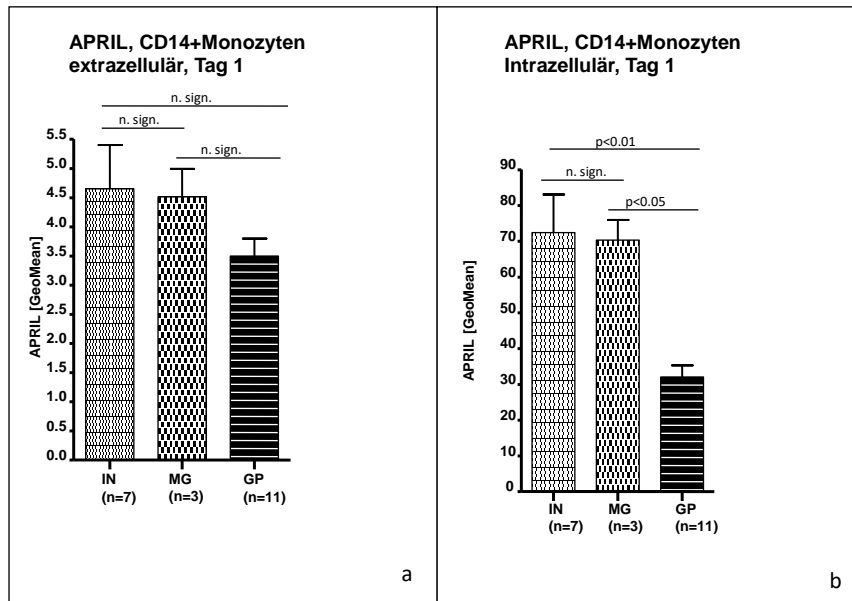 APRIL, CD14+Monozyten
extrazellulär, Tag 1
n. sign.
n. sign.
n. sign.
5.5
5.0
4.5
4.0
3.5
3.0
2.5
2.0
1.5
1.0
0.5
0.0
APRIL [GeoMean]
IN
(n=7)
MG
(n=3)
GP
(n=11)
a
APRIL, CD14+Monozyten
Intrazellulär, Tag 1
p<0.01
n. sign.
p<0.05
90
80
70
60
50
40
30
20
10
0
APRIL [GeoMean]
IN
(n=7)
MG
(n=3)
GP
(n=11)
b